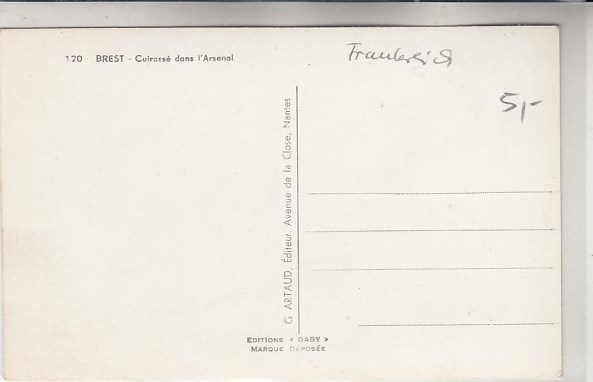 120 BREST - Cuirassé dans l'Arsenal
Frankreich
5,-
G. ARTAUD, Éditeur, Avenue de la Close, Nantes
EDITIONS « GABY »
MARQUE DÉPOSÉE